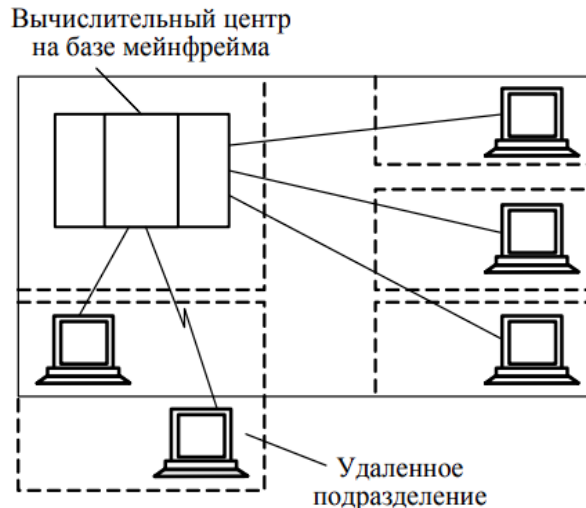 Вычислительный центр
на базе мейнфрейма
Удаленное
подразделение